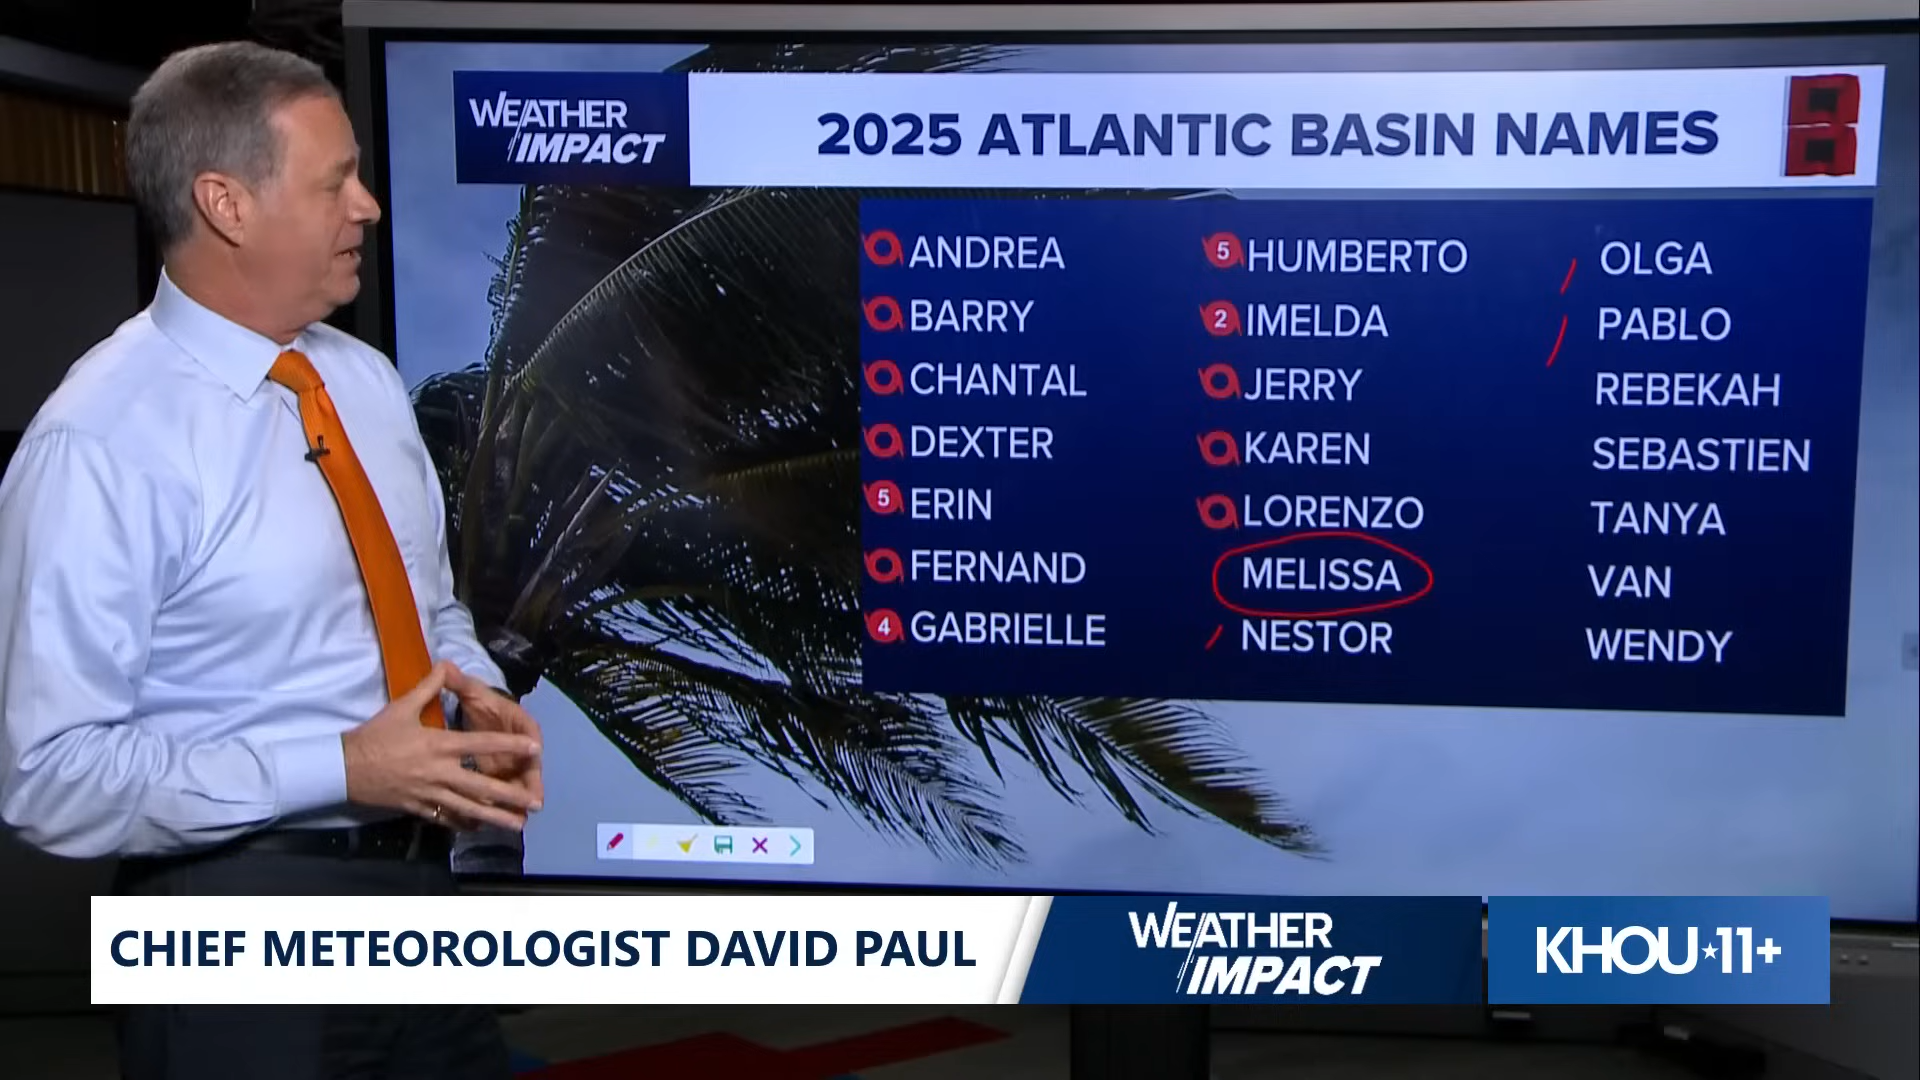 WEATHER
IMPACT
2025 ATLANTIC BASIN NAMES
ANDREA
BARRY
CHANTAL
DEXTER
5 ERIN
FERNAND
4 GABRIELLE
5 HUMBERTO
2 IMELDA
JERRY
KAREN
LORENZO
MELISSA
NESTOR
OLGA
PABLO
REBEKAH
SEBASTIEN
TANYA
VAN
WENDY
CHIEF METEOROLOGIST DAVID PAUL
WEATHER
IMPACT
KHOU★11+